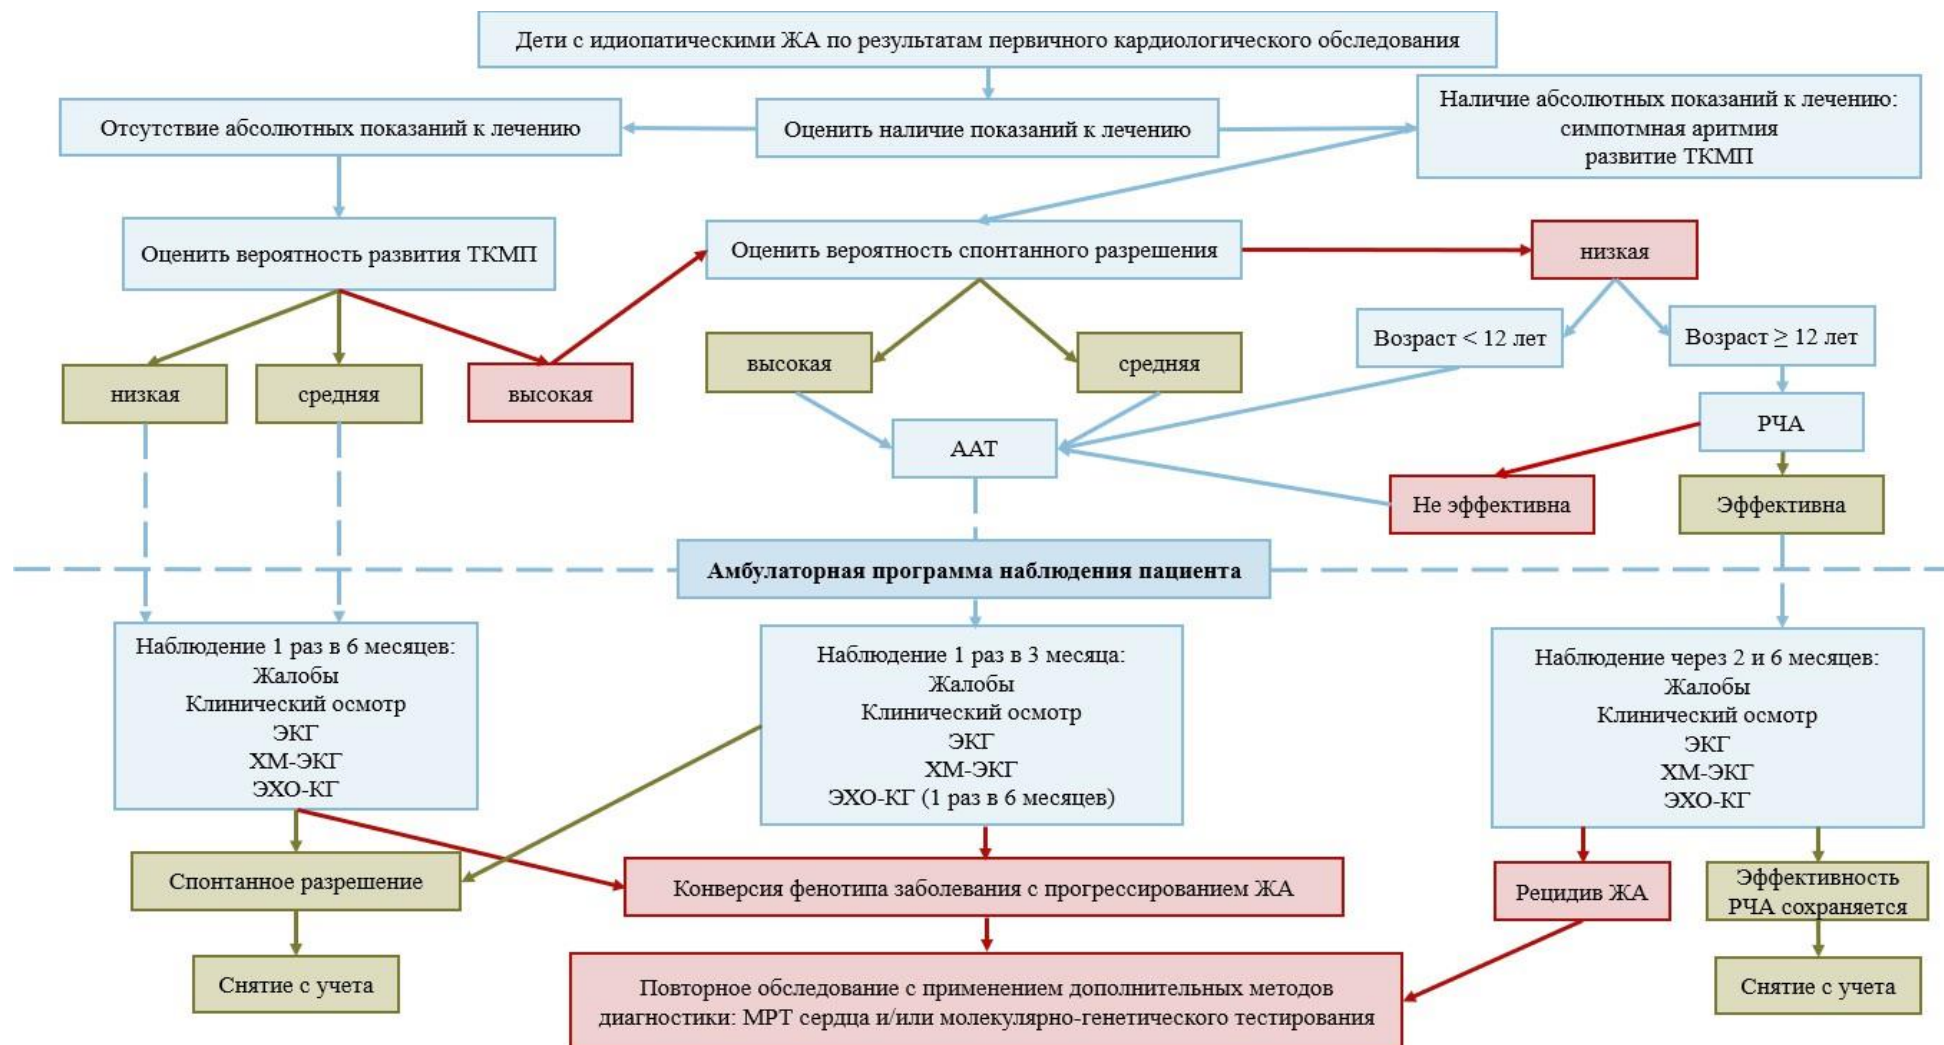 Дети с идиопатическими ЖА по результатам первичного кардиологического обследования
Отсутствие абсолютных показаний к лечению
Оценить наличие показаний к лечению
Наличие абсолютных показаний к лечению:
симпотмная аритмия
развитие ТКМП
Оценить вероятность развития ТКМП
Оценить вероятность спонтанного разрешения
низкая
высокая
средняя
Возраст < 12 лет
Возраст ≥ 12 лет
низкая
средняя
высокая
ААТ
РЧА
Не эффективна
Эффективна
Амбулаторная программа наблюдения пациента
Наблюдение 1 раз в 6 месяцев:
Жалобы
Клинический осмотр
ЭКГ
ХМ-ЭКГ
ЭХО-КГ
Наблюдение 1 раз в 3 месяца:
Жалобы
Клинический осмотр
ЭКГ
ХМ-ЭКГ
ЭХО-КГ (1 раз в 6 месяцев)
Наблюдение через 2 и 6 месяцев:
Жалобы
Клинический осмотр
ЭКГ
ХМ-ЭКГ
ЭХО-КГ
Спонтанное разрешение
Конверсия фенотипа заболевания с прогрессированием ЖА
Рецидив ЖА
Эффективность
РЧА сохраняется
Снятие с учета
Повторное обследование с применением дополнительных методов
диагностики: МРТ сердца и/или молекулярно-генетического тестирования
Снятие с учета